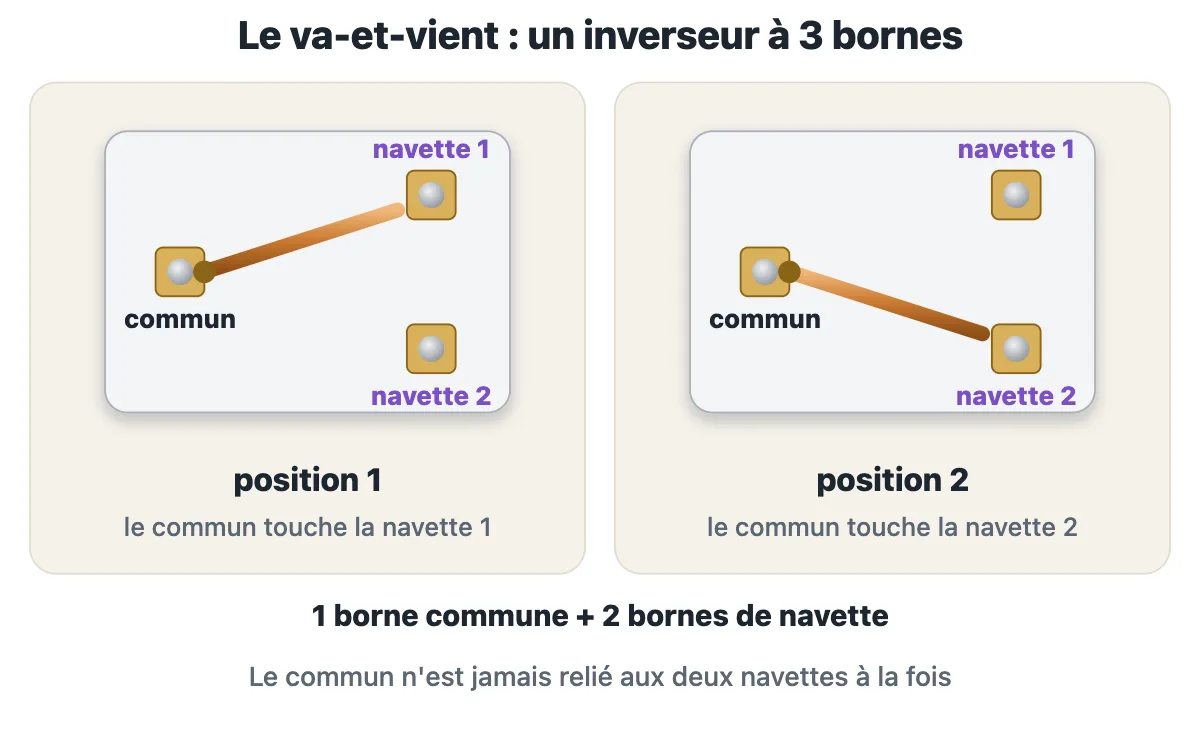 Le va-et-vient : un inverseur à 3 bornes
navette 1
commun
navette 2
position 1
le commun touche la navette 1
navette 1
commun
navette 2
position 2
le commun touche la navette 2
1 borne commune + 2 bornes de navette
Le commun n'est jamais relié aux deux navettes à la fois